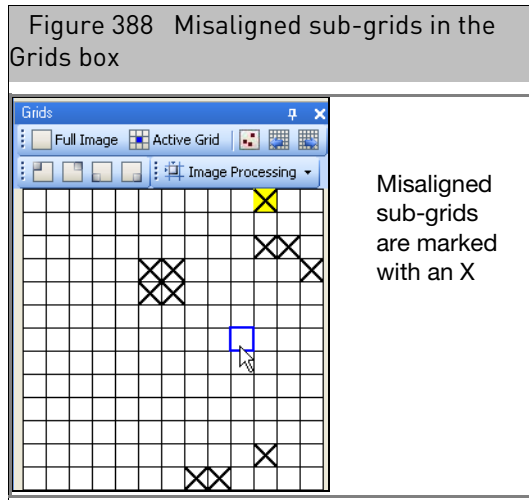 Figure 388 Misaligned sub-grids in the
Grids box
Grids
Full Image Active Grid
Image Processing
Misaligned
sub-grids
are marked
with an X